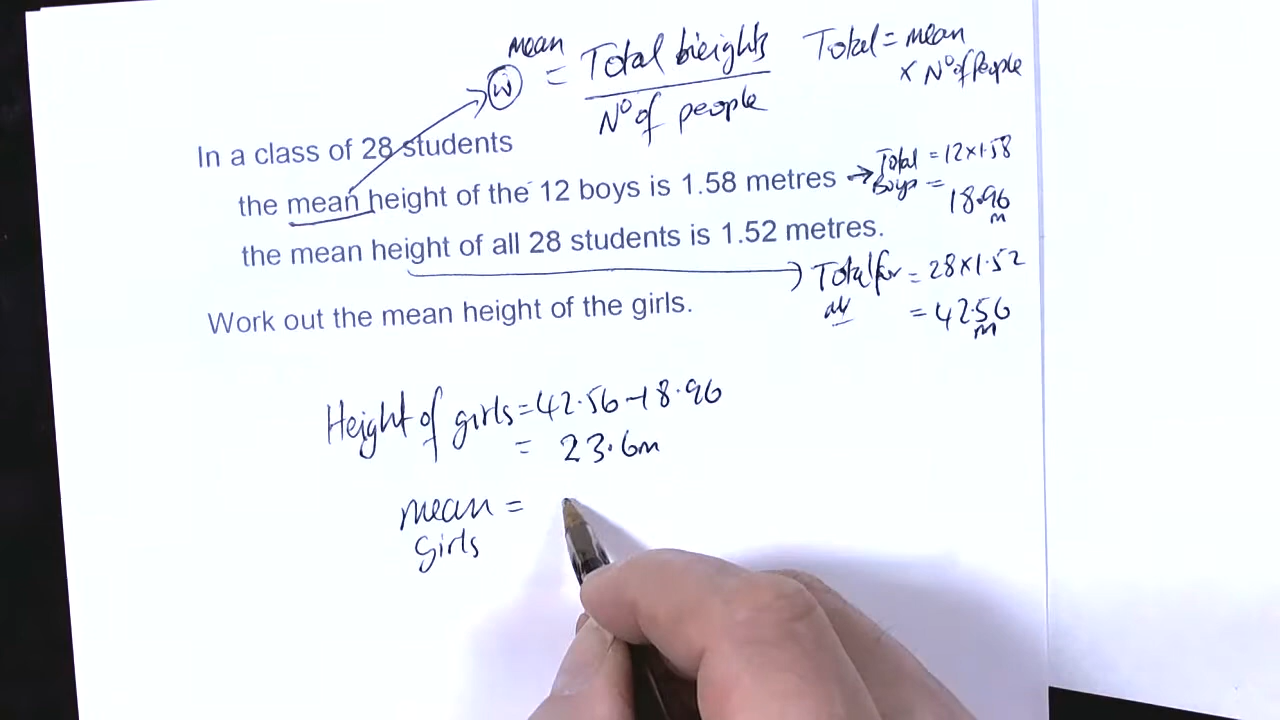 mean
w̄ = Total heights
N° of people
Total = mean
× N° of People
In a class of 28 students
the mean height of the 12 boys is 1.58 metres
Total = 12×1.58
Boys =
18.96
m
the mean height of all 28 students is 1.52 metres.
Total for = 28×1.52
all = 42.56
m
Work out the mean height of the girls.
Height of girls = 42.56-18.96
= 23.6m
mean =
girls